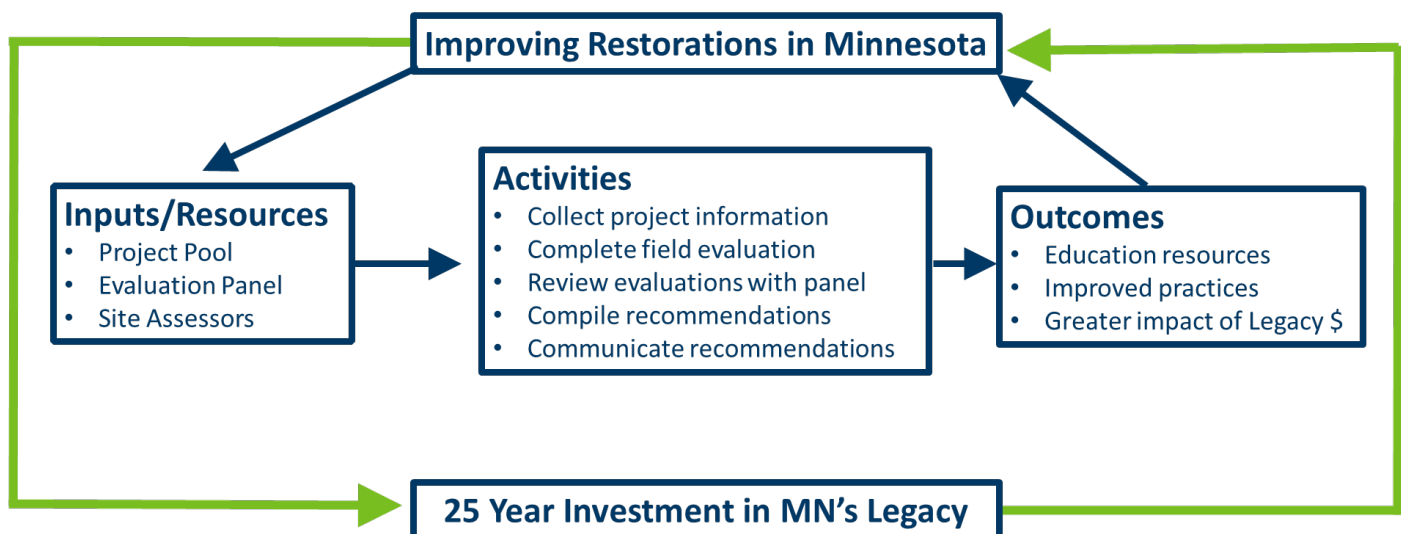 Improving Restorations in Minnesota
Inputs/Resources
• Project Pool
• Evaluation Panel
• Site Assessors
Activities
• Collect project information
• Complete field evaluation
• Review evaluations with panel
• Compile recommendations
• Communicate recommendations
Outcomes
• Education resources
• Improved practices
• Greater impact of Legacy $
25 Year Investment in MN’s Legacy